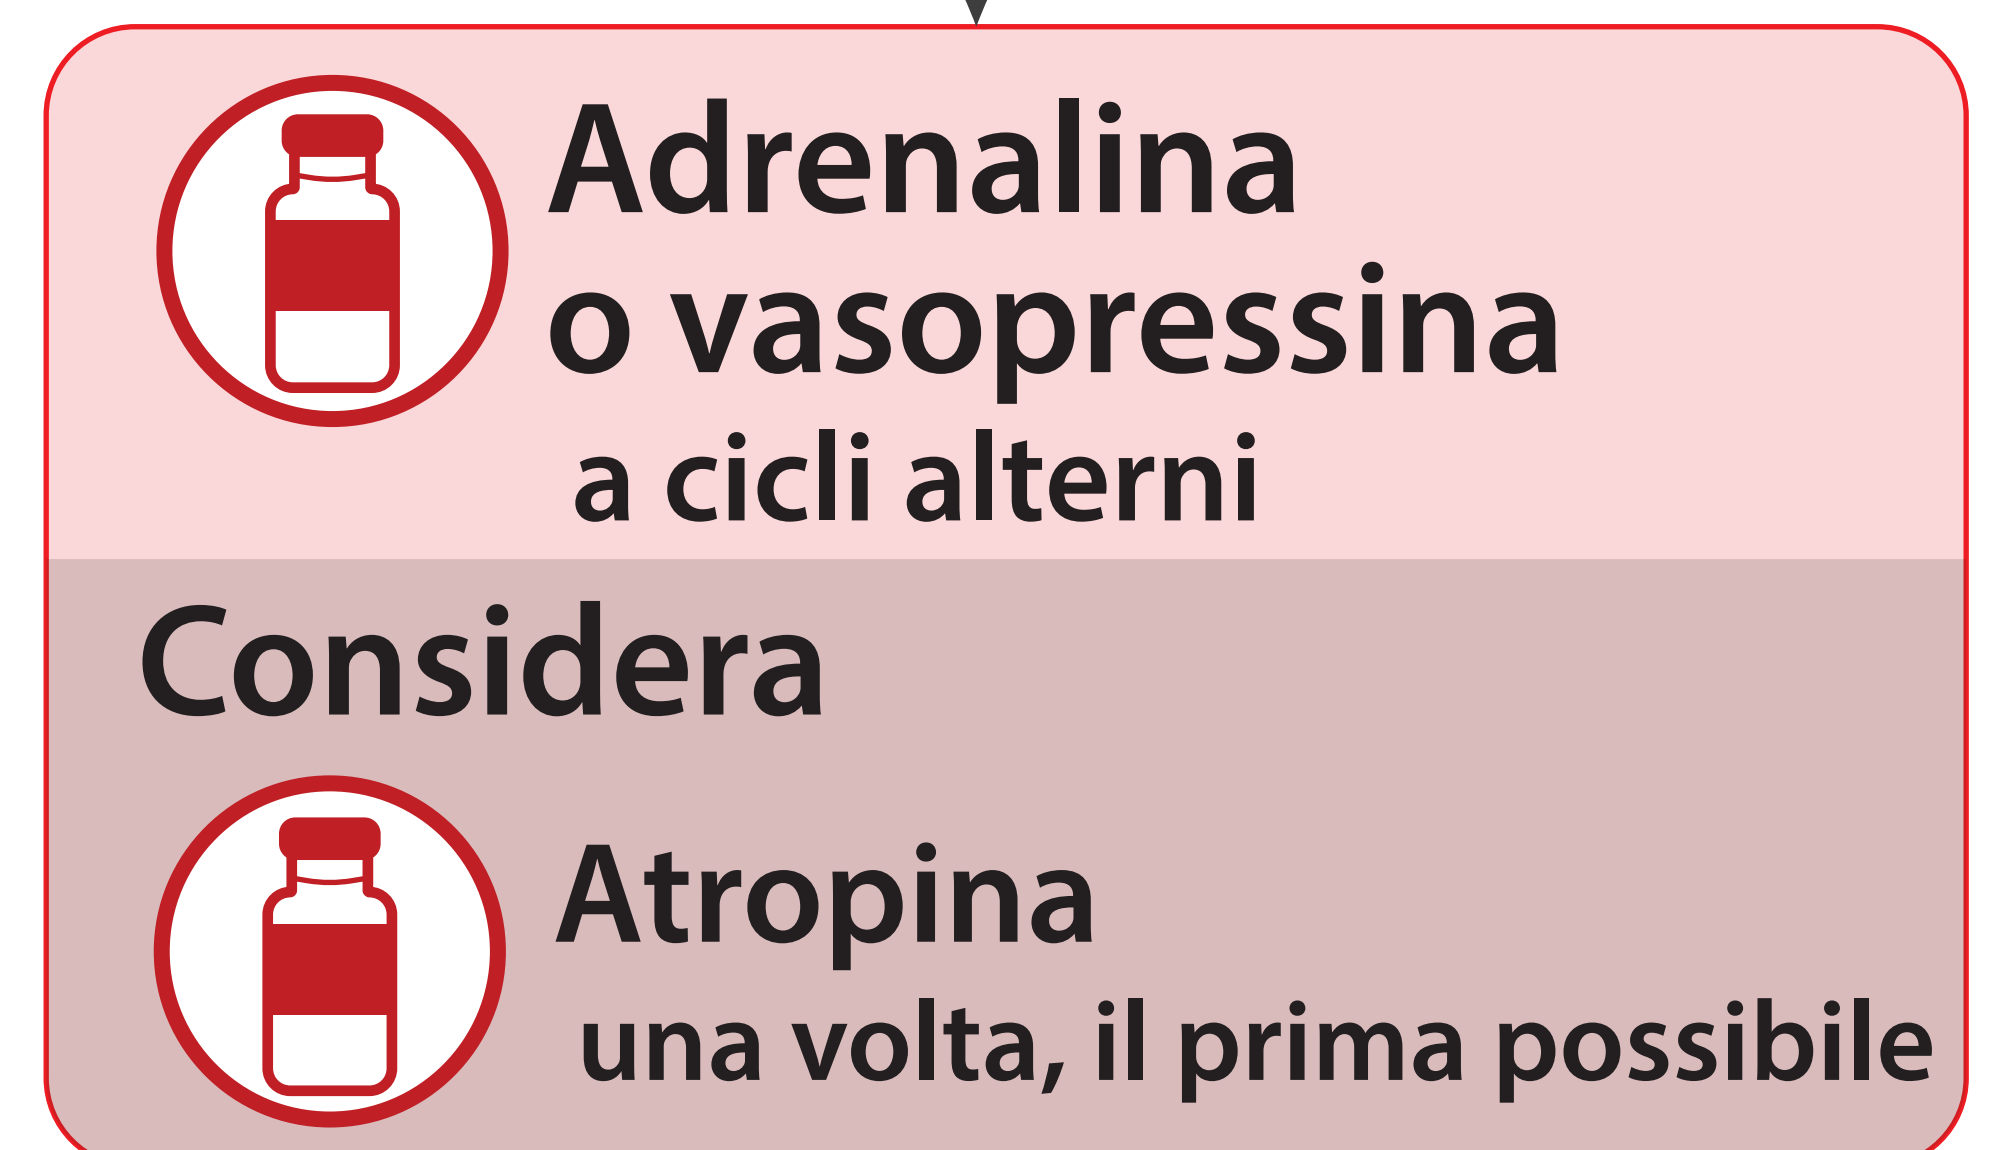 Adrenalina
o vasopressina
a cicli alterni
Considera
Atropina
una volta, il prima possibile